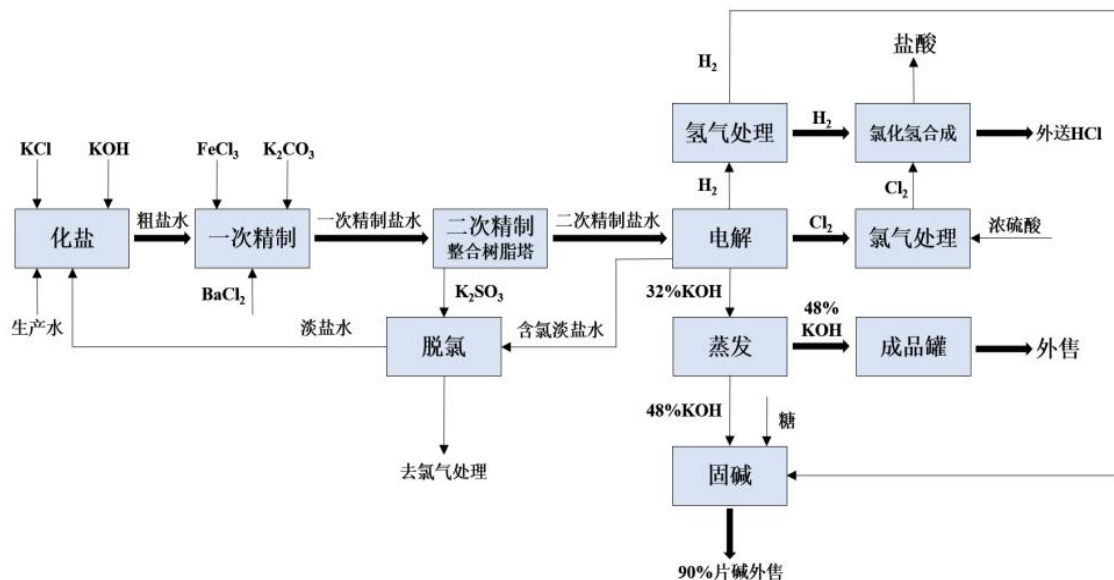 H₂
盐酸
氢气处理
H₂
氯化氢合成
外送HCl
KCl
KOH
FeCl₃
K₂CO₃
H₂
Cl₂
化盐
粗盐水
一次精制
一次精制盐水
二次精制
整合树脂塔
二次精制盐水
电解
Cl₂
氯气处理
浓硫酸
生产水
BaCl₂
K₂SO₃
32%KOH
淡盐水
脱氯
含氯淡盐水
蒸发
48%
KOH
成品罐
外售
48%KOH
糖
去氯气处理
固碱
90%片碱外售